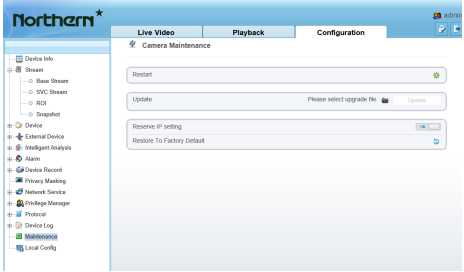 Northern
admin
Live Video
Playback
Configuration
Camera Maintenance
Device Info
Stream
Base Stream
SVC Stream
ROI
Snapshot
Device
External Device
Intelligent Analysis
Alarm
Device Record
Privacy Masking
Network Service
Privilege Manager
Protocol
Device Log
Maintenance
Local Config
Restart
Update
Please select upgrade file
Update
Reserve IP setting
Restore To Factory Default